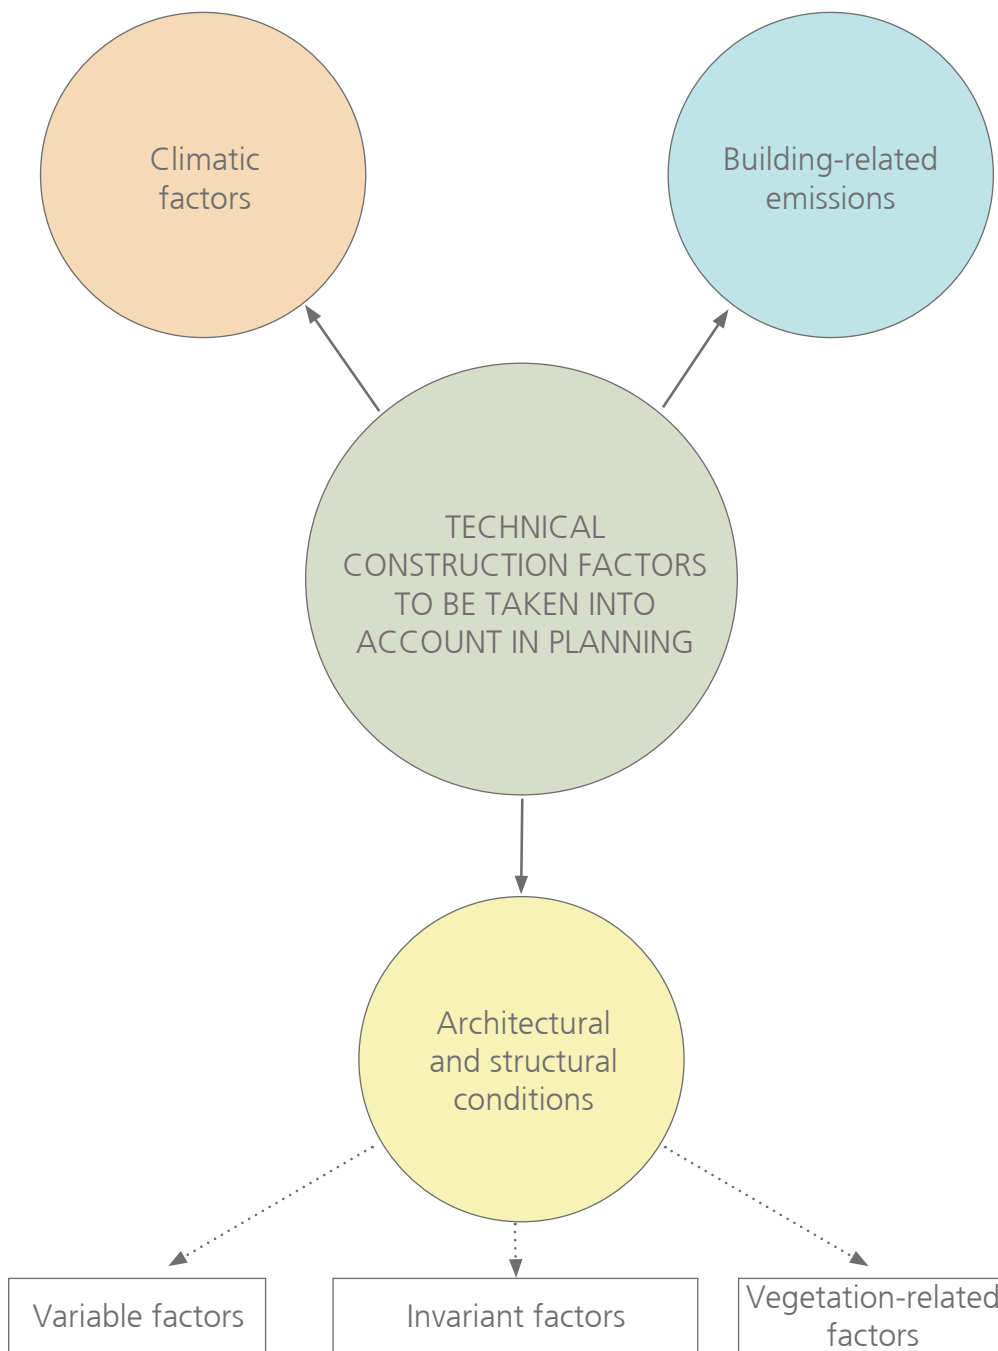 Climatic
factors
Building-related
emissions
TECHNICAL
CONSTRUCTION FACTORS
TO BE TAKEN INTO
ACCOUNT IN PLANNING
Architectural
and structural
conditions
Variable factors
Invariant factors
Vegetation-related
factors